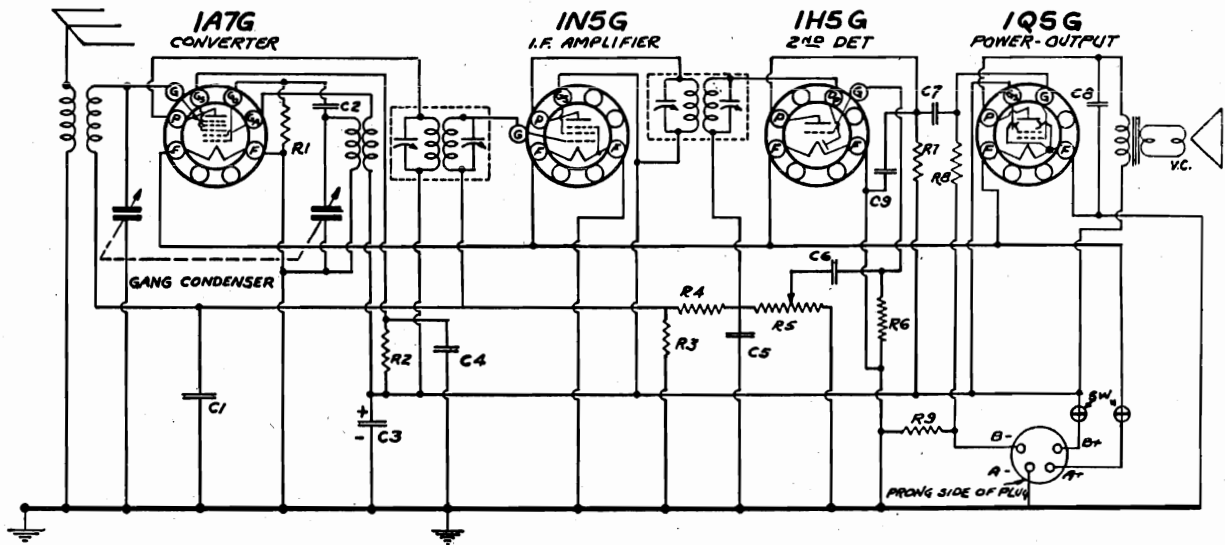 1A7G
CONVERTER
1N5G
I.F. AMPLIFIER
1H5G
2ND DET
1Q5G
POWER-OUTPUT
G
G
G
G
G
P
P
P
F
F
F
F
F
F
F
F
C2
R1
C7
C8
R7
R8
C9
V.C.
GANG CONDENSER
C6
R4
R5
R6
R2
C4
R3
C5
C1
+
-
C3
R9
SW.
B-
B+
A-
A+
PRONG SIDE OF PLUG